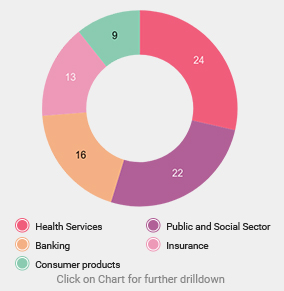 9
24
13
16
22
Health Services
Public and Social Sector
Banking
Insurance
Consumer products
Click on Chart for further drilldown